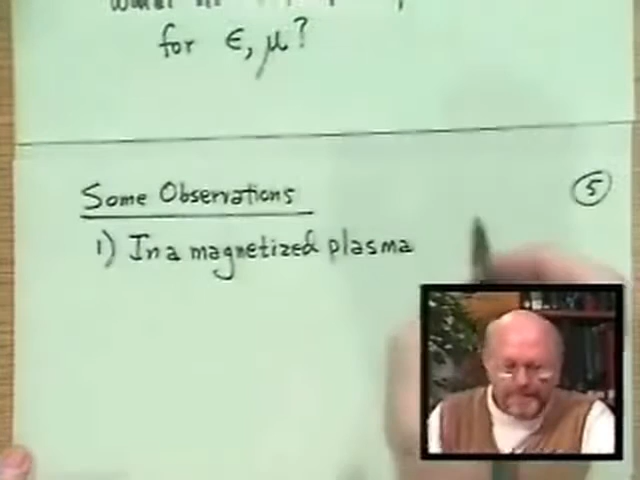 for ϵ, μ?
Some Observations
5
1) In a magnetized plasma